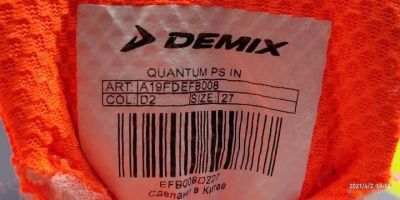 DEMIX
QUANTUM PS IN
ART: A19FDEFB008
COL: D2 SIZE: 27
EFB008D227
Сделано в Китае
2021/4/2 15:14